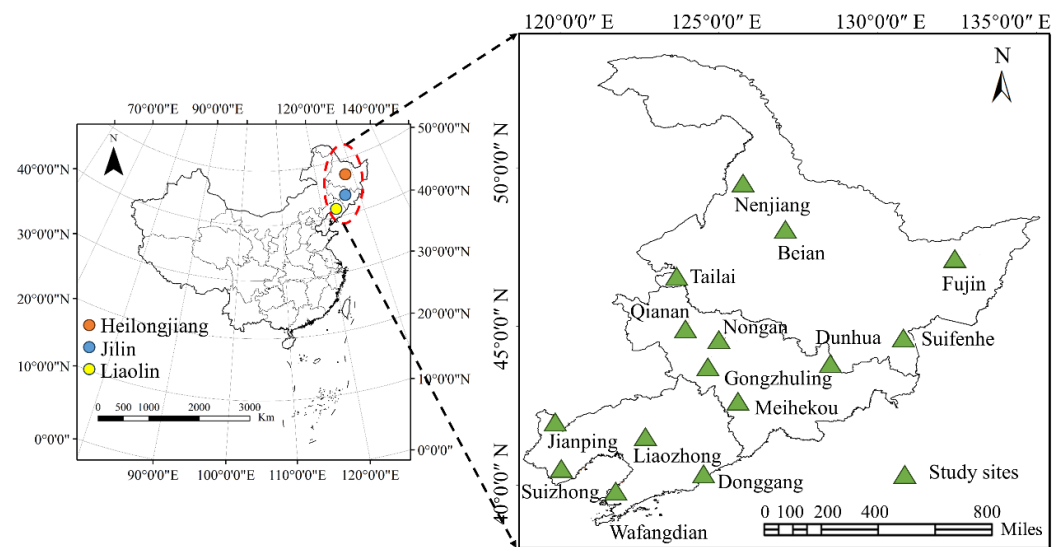 70°0'0"E 90°0'0"E 120°0'0"E 140°0'0"E
50°0'0"N
40°0'0"N
30°0'0"N
20°0'0"N
10°0'0"N
0°0'0"
N
40°0'0"N
30°0'0"N
20°0'0"N
0°0'0"N
90°0'0"E 100°0'0"E 110°0'0"E 120°0'0"E
Heilongjiang
Jilin
Liaolin
0 500 1000 2000 3000
Km
120°0'0" E 125°0'0" E 130°0'0" E 135°0'0" E
50°0'0" N
45°0'0" N
40°0'0" N
N
Nenjiang
Beian
Fujin
Tailai
Qianan
Nongan
Dunhua
Suifenhe
Gongzhuling
Meihekou
Jianping
Liaozhong
Suizhong
Donggang
Wafangdian
Study sites
0 100 200 400 800
Miles